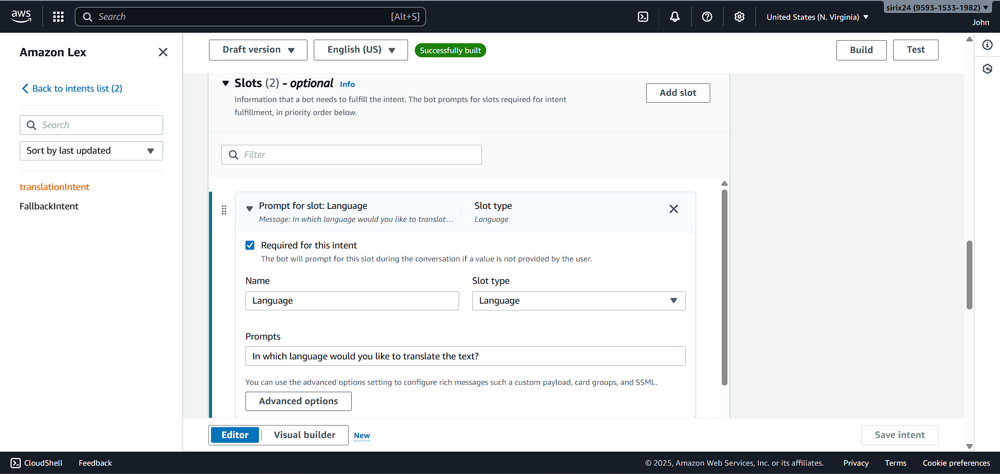 aws
Search
[Alt+S]
United States (N. Virginia)
sirix24 (9593-1533-1982)
John
Amazon Lex
Back to intents list (2)
Search
Sort by last updated
translationIntent
FallbackIntent
Draft version
English (US)
Successfully built
Build
Test
Slots (2) - optional Info
Information that a bot needs to fulfill the intent. The bot prompts for slots required for intent
fulfillment, in priority order below.
Add slot
Filter
Prompt for slot: Language
Message: In which language would you like to translat...
Slot type
Language
Required for this intent
The bot will prompt for this slot during the conversation if a value is not provided by the user.
Name
Language
Slot type
Language
Prompts
In which language would you like to translate the text?
You can use the advanced options setting to configure rich messages such a custom payload, card groups, and SSML.
Advanced options
Editor
Visual builder
New
Save intent
CloudShell
Feedback
© 2025, Amazon Web Services, Inc. or its affiliates.
Privacy
Terms
Cookie preferences